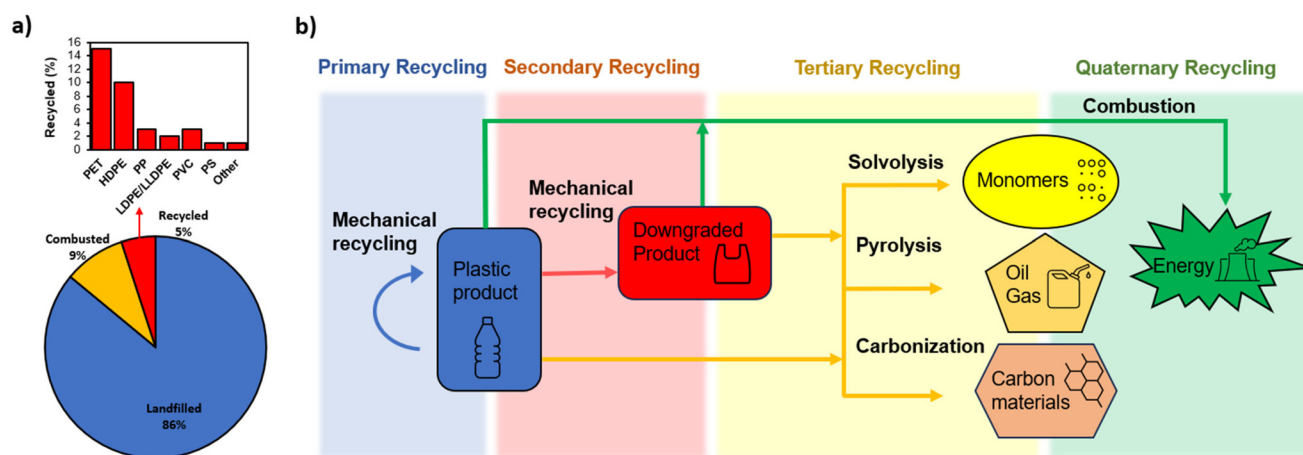 a)
16
14
12
10
8
6
4
2
0
Recycled (%)
PET
HDPE
PP
LDPE/LLDPE
PVC
PS
Other
Recycled
5%
Combusted
9%
Landfilled
86%
b)
Primary Recycling
Secondary Recycling
Tertiary Recycling
Quaternary Recycling
Combustion
Mechanical
recycling
Plastic
product
Mechanical
recycling
Downgraded
Product
Solvolysis
Monomers
Pyrolysis
Oil
Gas
Carbonization
Carbon
materials
Energy